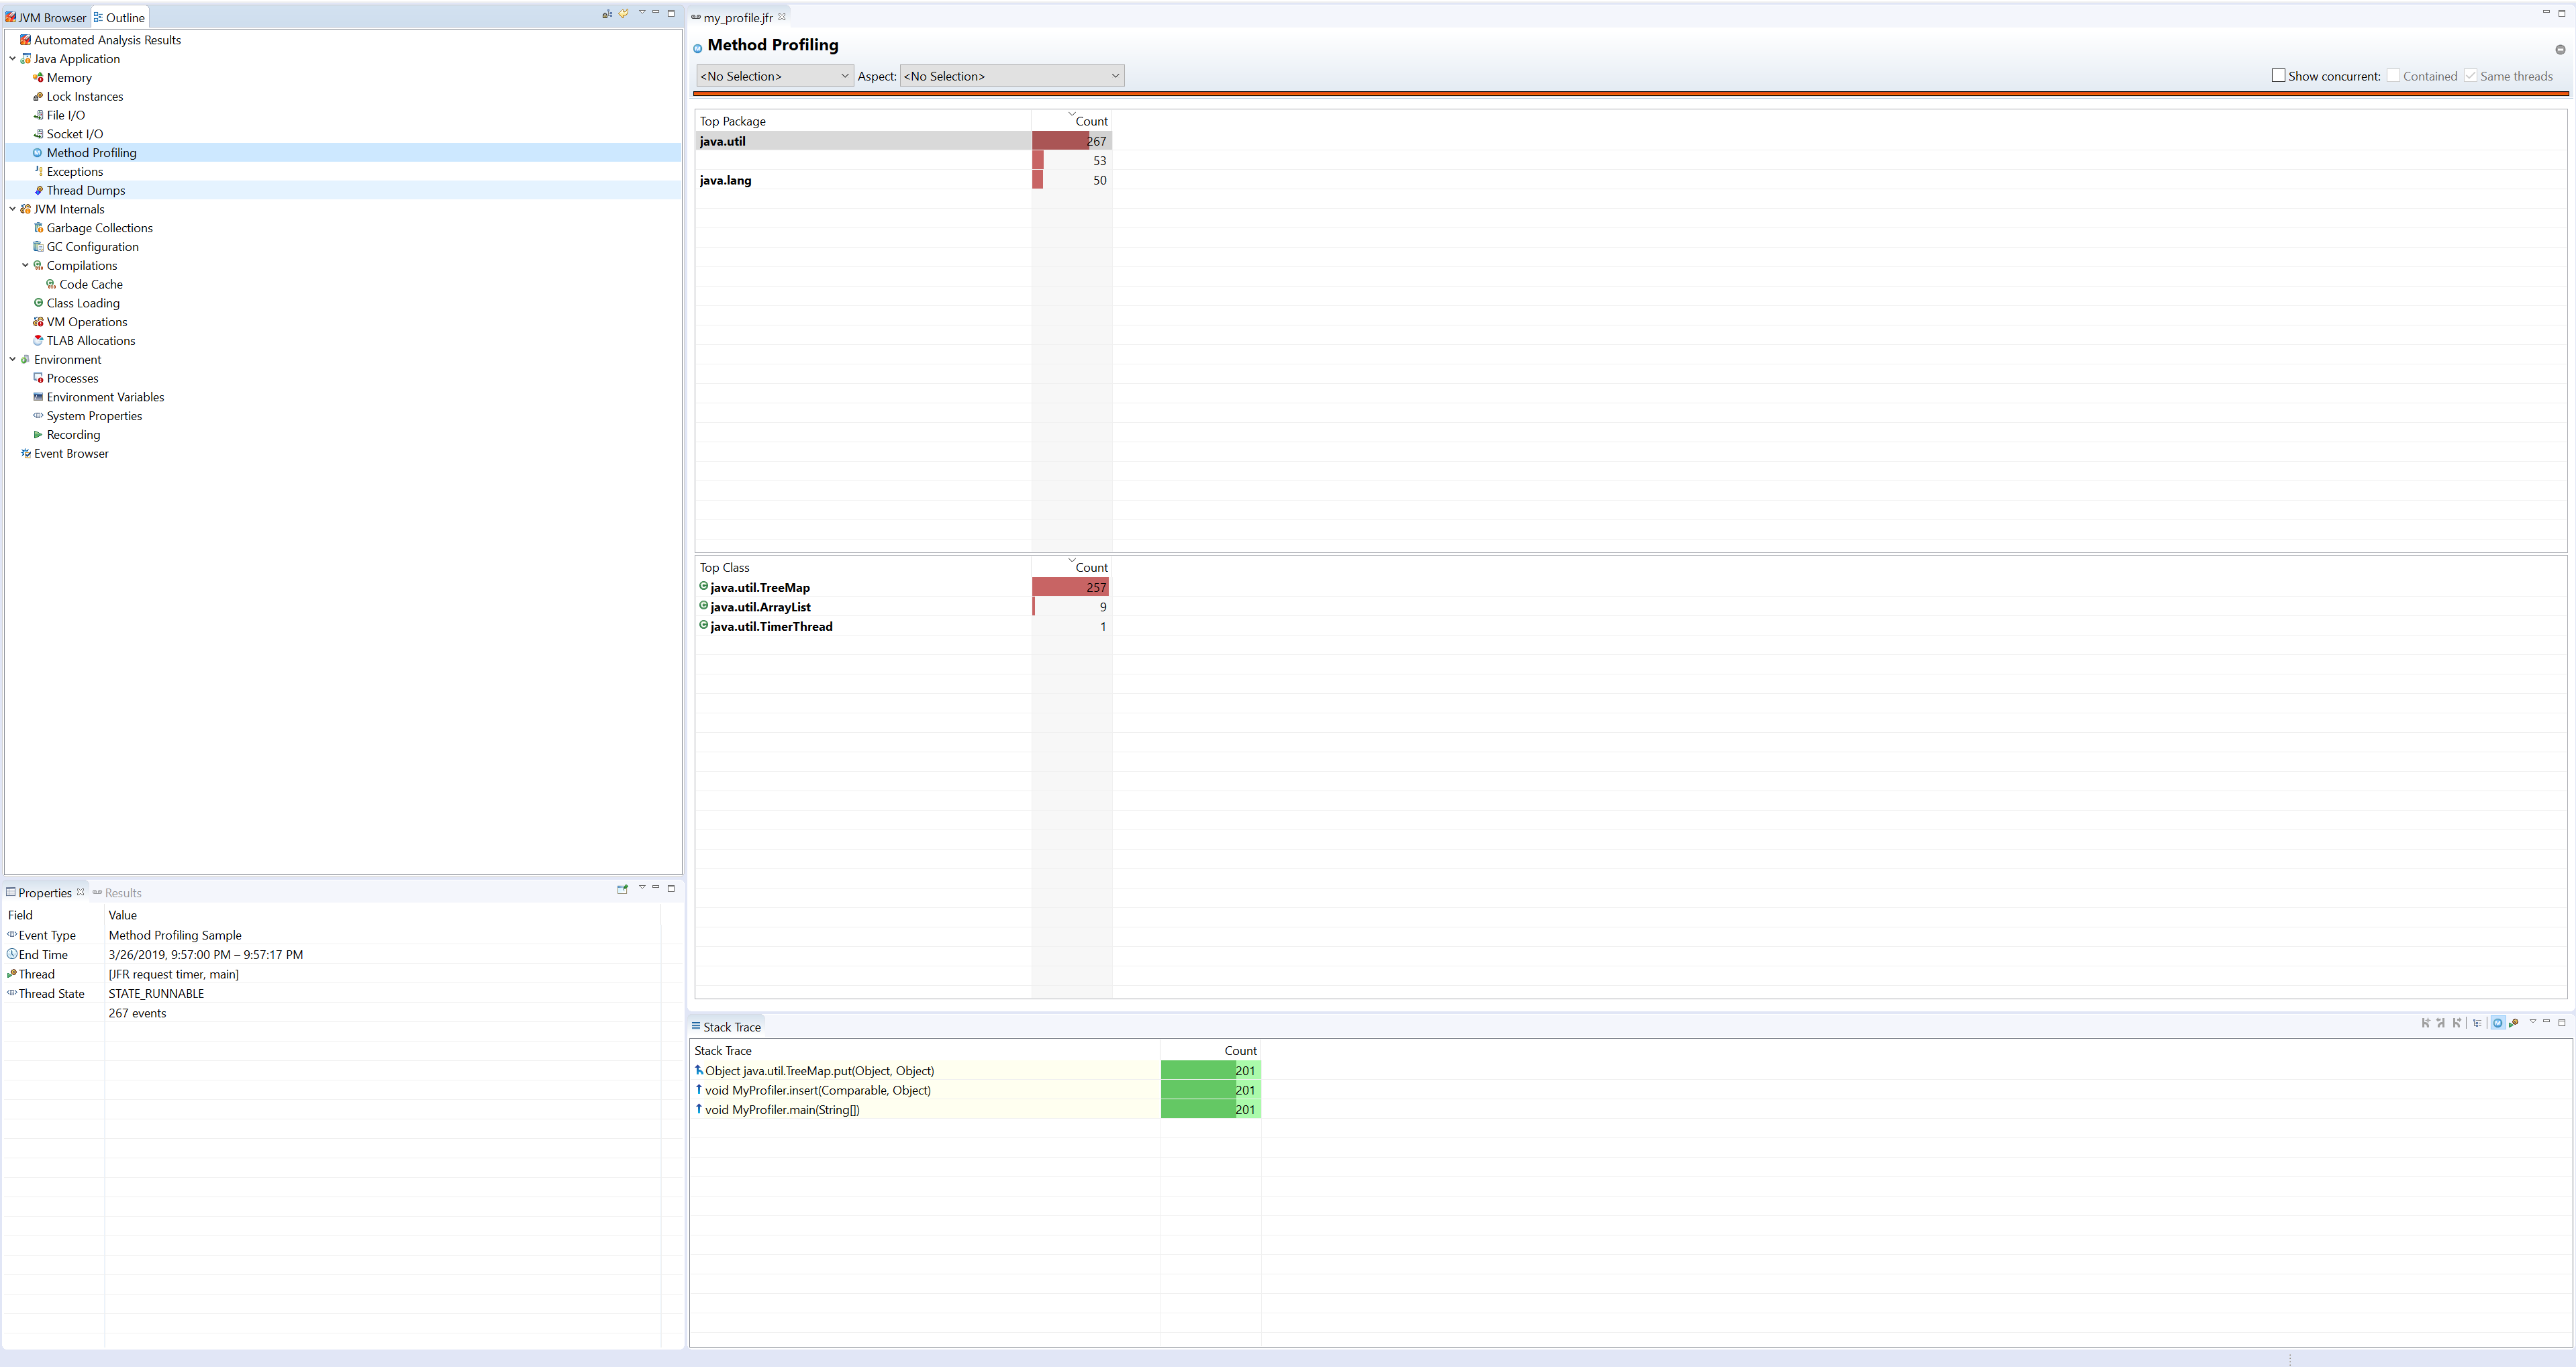 JVM Browser Outline
Automated Analysis Results
Java Application
Memory
Lock Instances
File I/O
Socket I/O
Method Profiling
Exceptions
Thread Dumps
JVM Internals
Garbage Collections
GC Configuration
Compilations
Code Cache
Class Loading
VM Operations
TLAB Allocations
Environment
Processes
Environment Variables
System Properties
Recording
Event Browser
Properties Results
Field Value
Event Type Method Profiling Sample
End Time 3/26/2019, 9:57:00 PM – 9:57:17 PM
Thread [JFR request timer, main]
Thread State STATE_RUNNABLE
267 events
my_profile.jfr
Method Profiling
<No Selection> Aspect: <No Selection> Show concurrent: Contained Same threads
Top Package Count
java.util 267
53
java.lang 50
Top Class Count
java.util.TreeMap 257
java.util.ArrayList 9
java.util.TimerThread 1
Stack Trace
Stack Trace Count
Object java.util.TreeMap.put(Object, Object) 201
void MyProfiler.insert(Comparable, Object) 201
void MyProfiler.main(String[]) 201